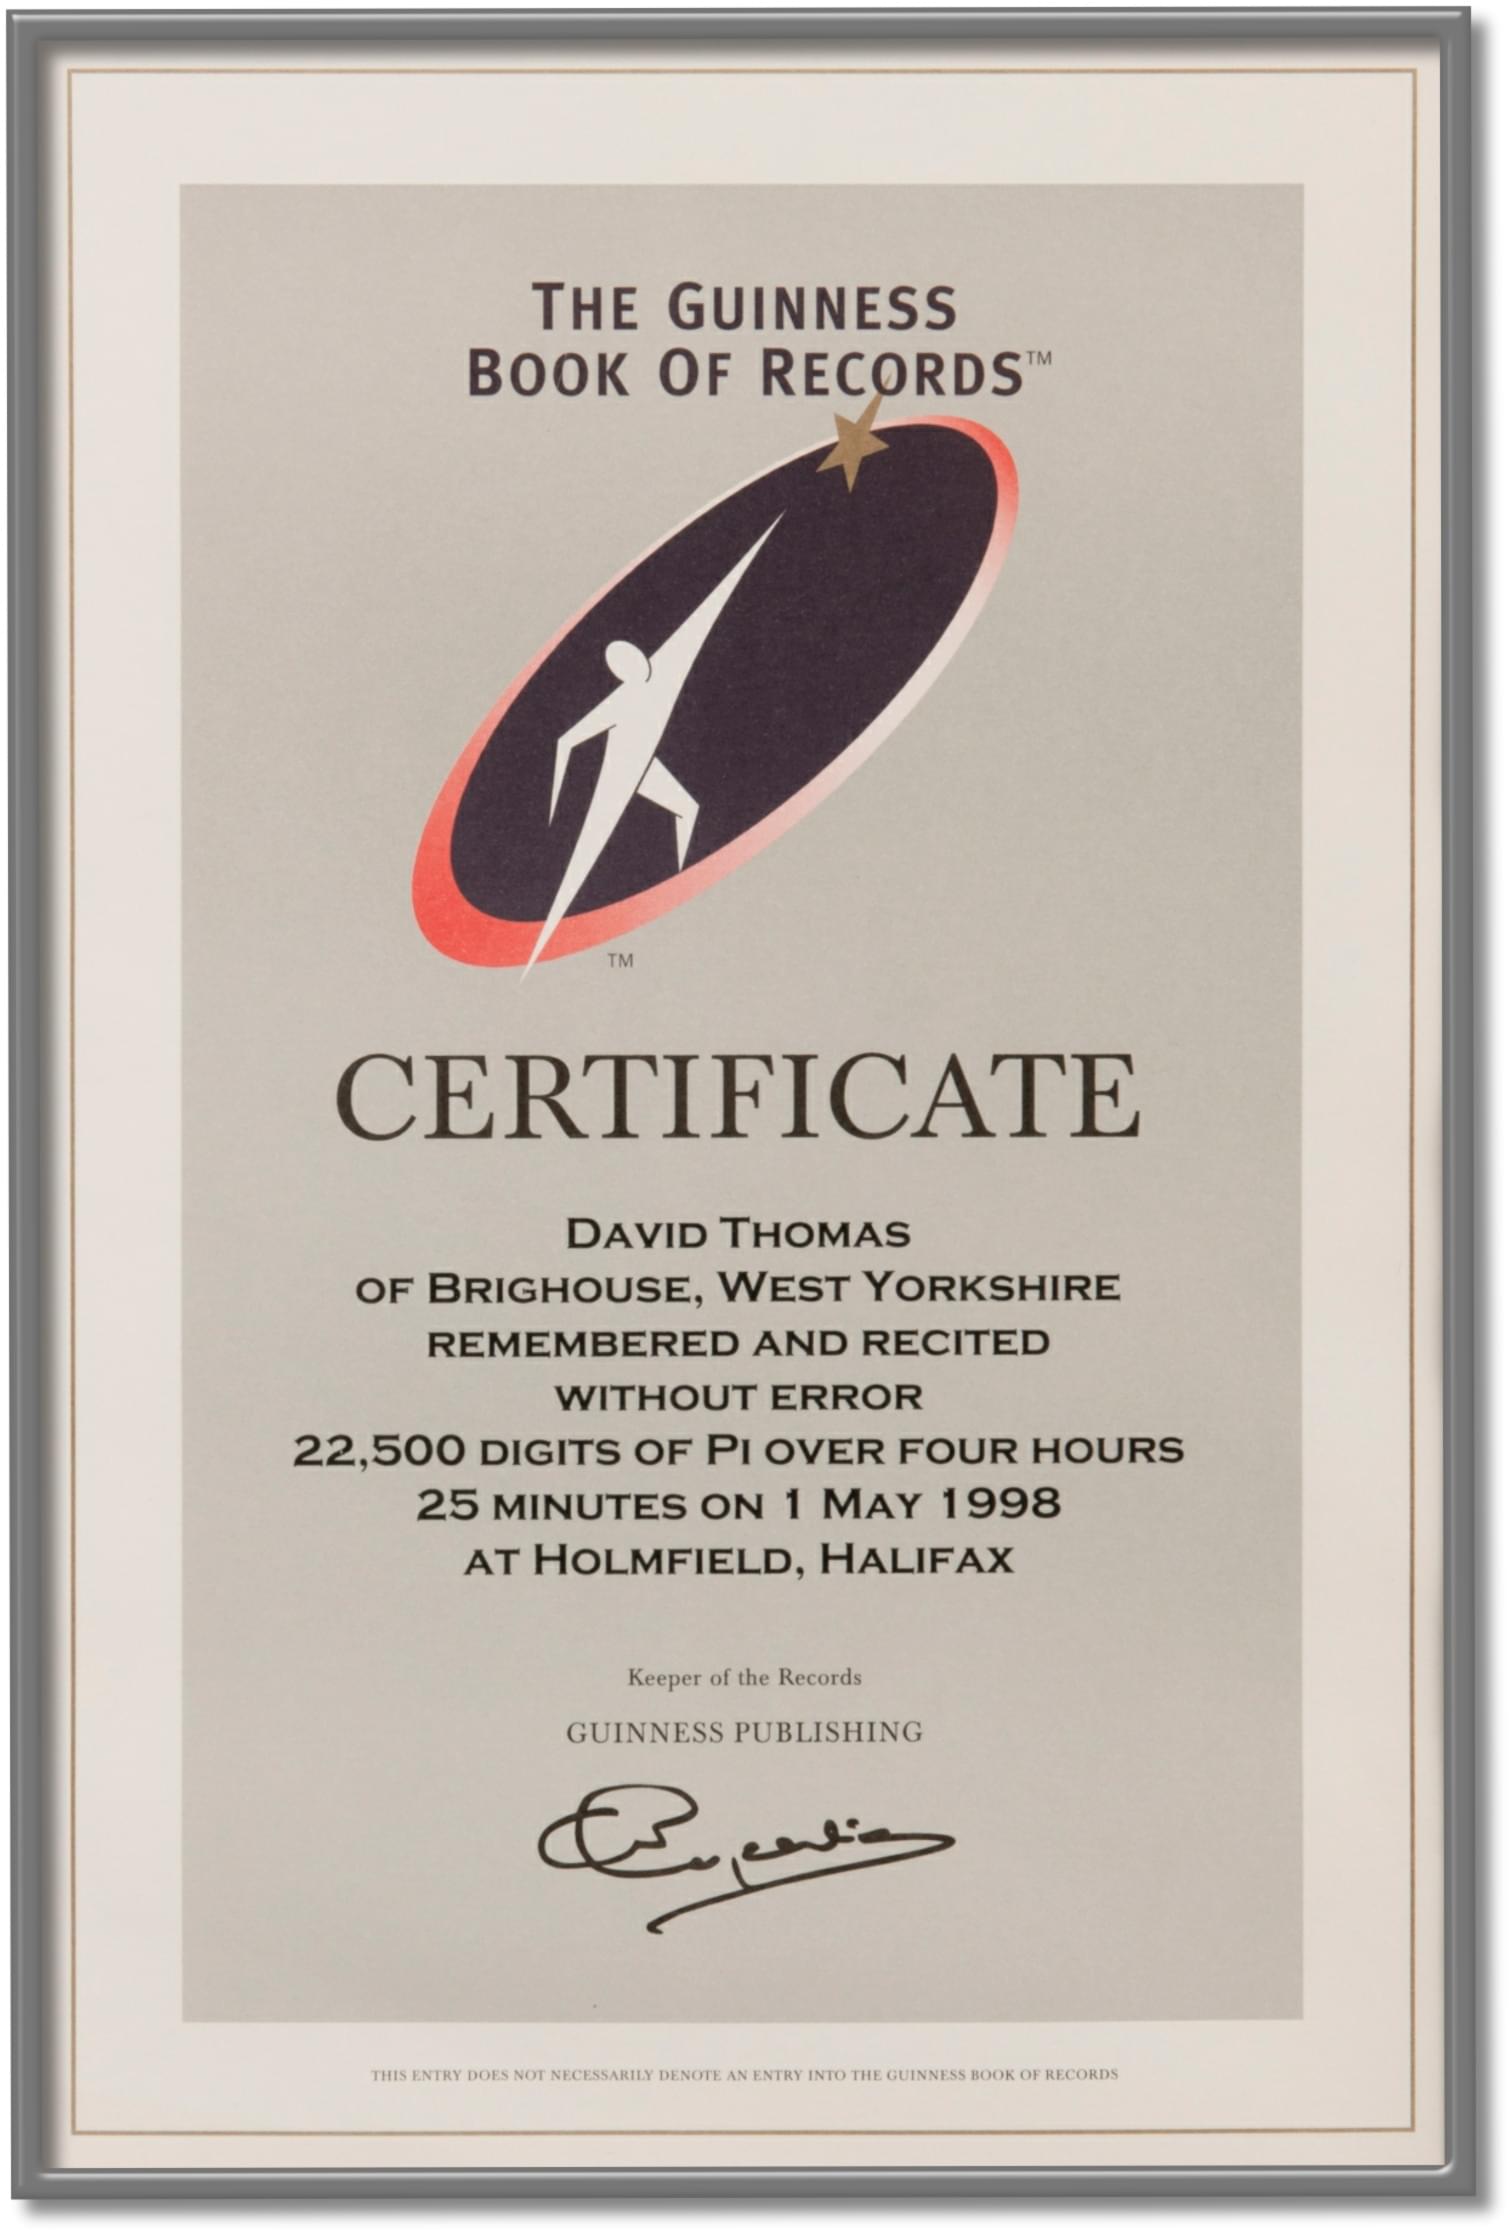 THE GUINNESS
BOOK OF RECORDS™
TM
CERTIFICATE
DAVID THOMAS
OF BRIGHOUSE, WEST YORKSHIRE
REMEMBERED AND RECITED
WITHOUT ERROR
22,500 DIGITS OF PI OVER FOUR HOURS
25 MINUTES ON 1 MAY 1998
AT HOLMFIELD, HALIFAX
Keeper of the Records
GUINNESS PUBLISHING
THIS ENTRY DOES NOT NECESSARILY DENOTE AN ENTRY INTO THE GUINNESS BOOK OF RECORDS